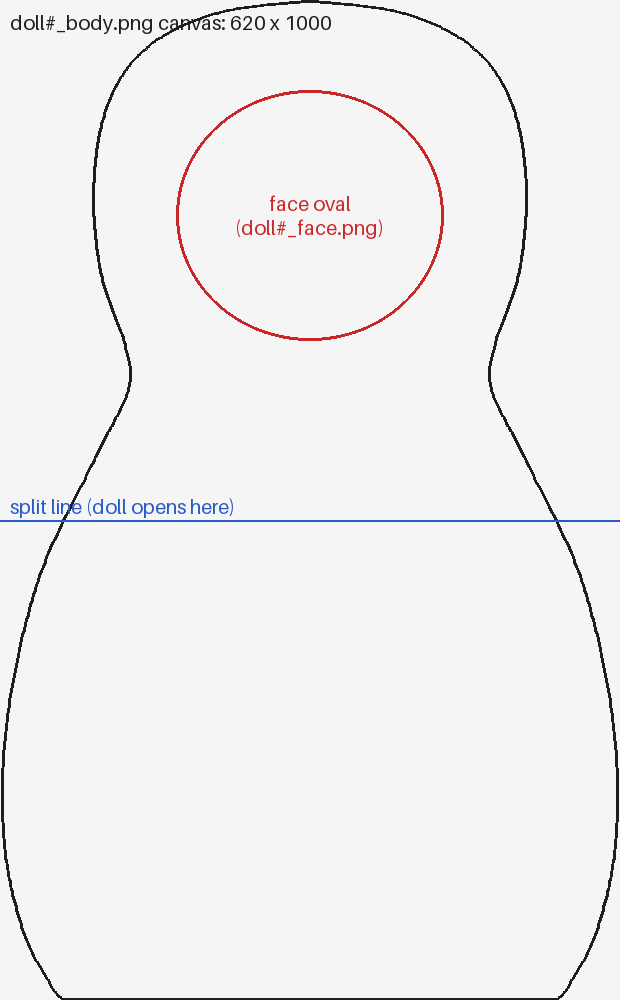 doll#_body.png canvas: 620 x 1000
face oval
(doll#_face.png)
split line (doll opens here)